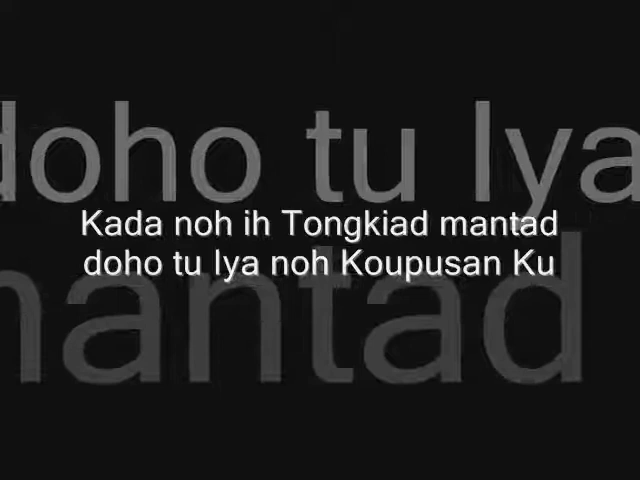 doho tu Iya
Kada noh ih Tongkiad mantad
doho tu Iya noh Koupusan Ku
mantad